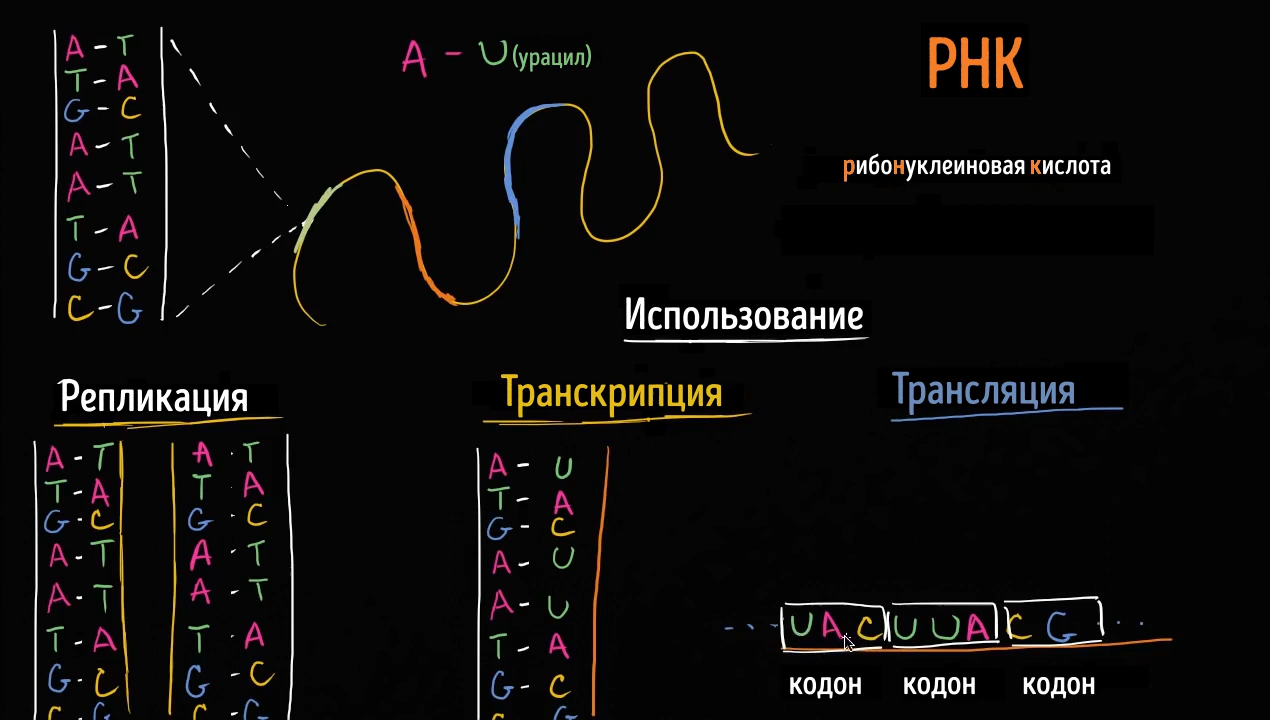 A - T
T - A
G - C
A - T
A - T
T - A
G - C
C - G
A - U (урацил)
РНК
рибонуклеиновая кислота
Использование
Репликация
A - T A · T
T - A T · A
G - C G · C
A - T A · T
A - T A · T
T - A T · A
G - C G · C
C - G C · G
Транскрипция
A - U
T - A
G - C
A - U
A - U
T - A
G - C
C G
Трансляция
UAC UUA CG
кодон кодон кодон